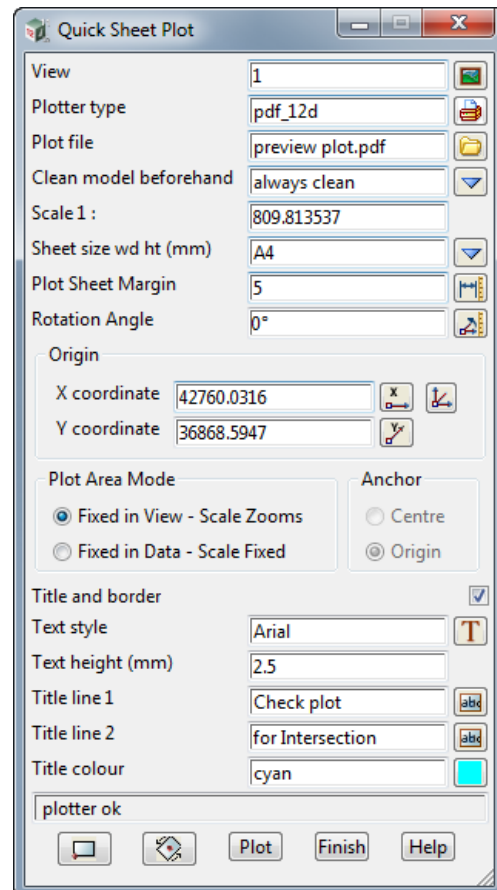 Quick Sheet Plot
View 1
Plotter type pdf_12d
Plot file preview plot.pdf
Clean model beforehand always clean
Scale 1 : 809.813537
Sheet size wd ht (mm) A4
Plot Sheet Margin 5
Rotation Angle 0°
Origin
X coordinate 42760.0316 X
Y coordinate 36868.5947 Y
Plot Area Mode Anchor
Fixed in View - Scale Zooms Centre
Fixed in Data - Scale Fixed Origin
Title and border
Text style Arial T
Text height (mm) 2.5
Title line 1 Check plot abc
Title line 2 for Intersection abc
Title colour cyan
plotter ok
Plot Finish Help